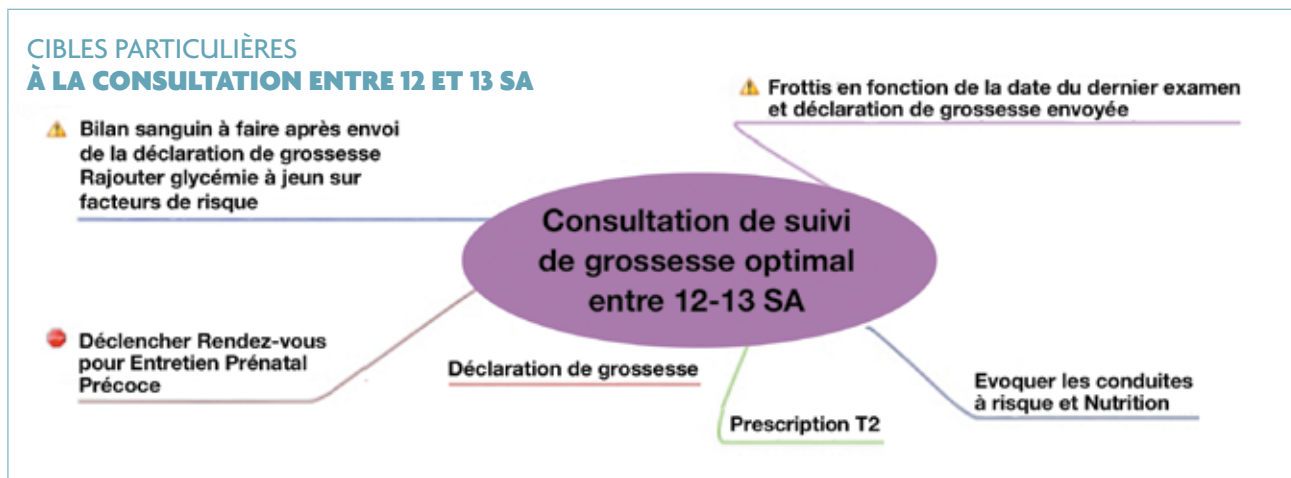 CIBLES PARTICULIÈRES
À LA CONSULTATION ENTRE 12 ET 13 SA
Bilan sanguin à faire après envoi
de la déclaration de grossesse
Rajouter glycémie à jeun sur
facteurs de risque
Frottis en fonction de la date du dernier examen
et déclaration de grossesse envoyée
Consultation de suivi
de grossesse optimal
entre 12-13 SA
Déclencher Rendez-vous
pour Entretien Prénatal
Précoce
Déclaration de grossesse
Prescription T2
Evoquer les conduites
à risque et Nutrition